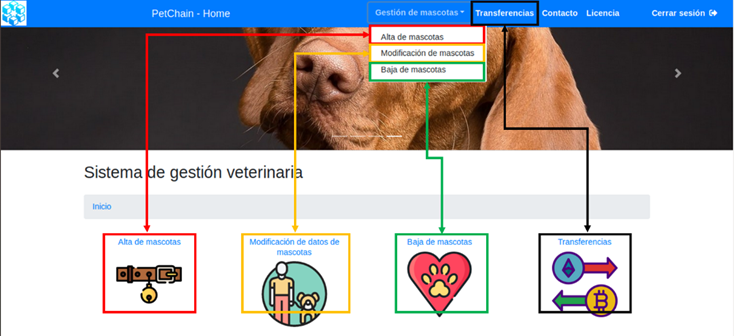 PetChain - Home
Gestión de mascotas
Transferencias
Contacto
Licencia
Cerrar sesión
Alta de mascotas
Modificación de mascotas
Baja de mascotas
Sistema de gestión veterinaria
Inicio
Alta de mascotas
Modificación de datos de
mascotas
Baja de mascotas
Transferencias